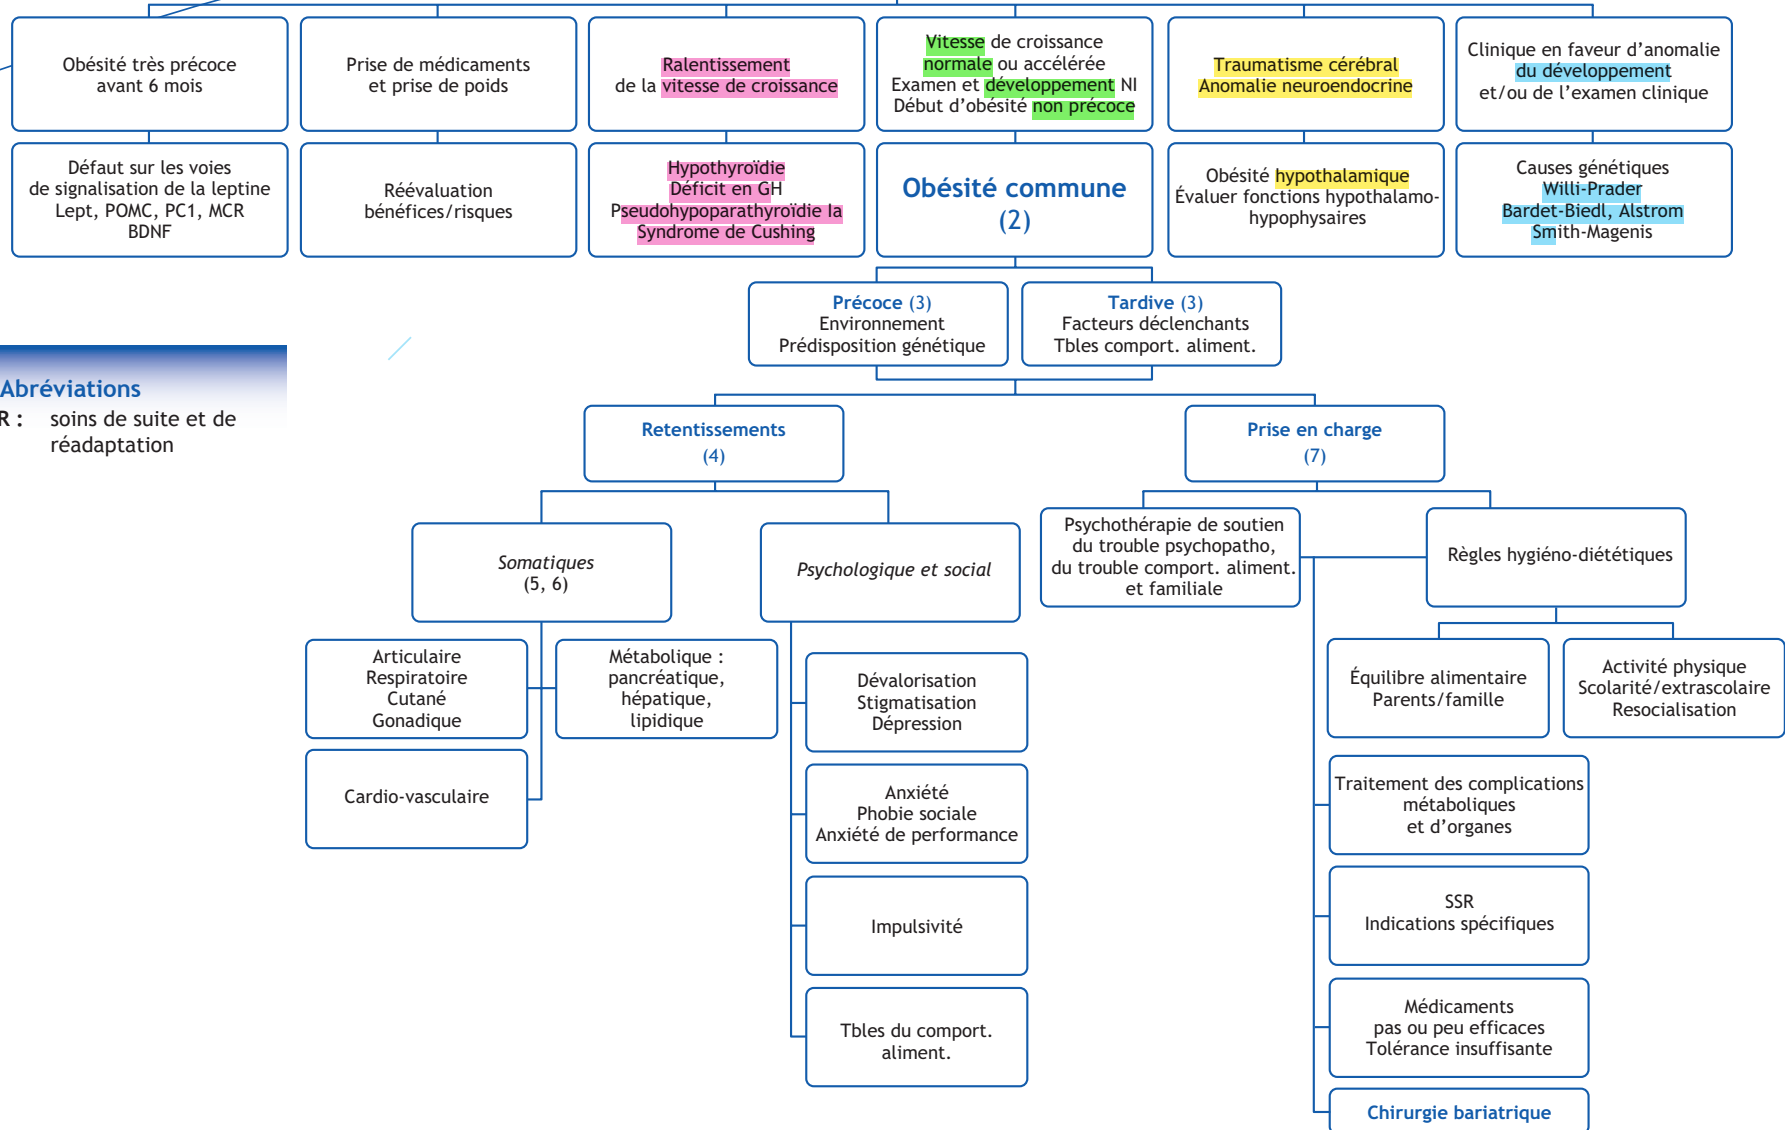 Obésité très précoce
avant 6 mois
Prise de médicaments
et prise de poids
Ralentissement
de la vitesse de croissance
Vitesse de croissance
normale ou accélérée
Examen et développement Nl
Début d’obésité non précoce
Traumatisme cérébral
Anomalie neuroendocrine
Clinique en faveur d’anomalie
du développement
et/ou de l’examen clinique
Défaut sur les voies
de signalisation de la leptine
Lept, POMC, PC1, MCR
BDNF
Réévaluation
bénéfices/risques
Hypothyroïdie
Déficit en GH
Pseudohypoparathyroïdie Ia
Syndrome de Cushing
Obésité commune
(2)
Obésité hypothalamique
Évaluer fonctions hypothalamo-
hypophysaires
Causes génétiques
Willi-Prader
Bardet-Biedl, Alstrom
Smith-Magenis
Précoce (3)
Environnement
Prédisposition génétique
Tardive (3)
Facteurs déclenchants
Tbles comport. aliment.
Abréviations
R : soins de suite et de
réadaptation
Retentissements
(4)
Prise en charge
(7)
Somatiques
(5, 6)
Psychologique et social
Psychothérapie de soutien
du trouble psychopatho,
du trouble comport. aliment.
et familiale
Règles hygiéno-diététiques
Articulaire
Respiratoire
Cutané
Gonadique
Métabolique :
pancréatique,
hépatique,
lipidique
Cardio-vasculaire
Dévalorisation
Stigmatisation
Dépression
Anxiété
Phobie sociale
Anxiété de performance
Impulsivité
Tbles du comport.
aliment.
Équilibre alimentaire
Parents/famille
Activité physique
Scolarité/extrascolaire
Resocialisation
Traitement des complications
métaboliques
et d’organes
SSR
Indications spécifiques
Médicaments
pas ou peu efficaces
Tolérance insuffisante
Chirurgie bariatrique